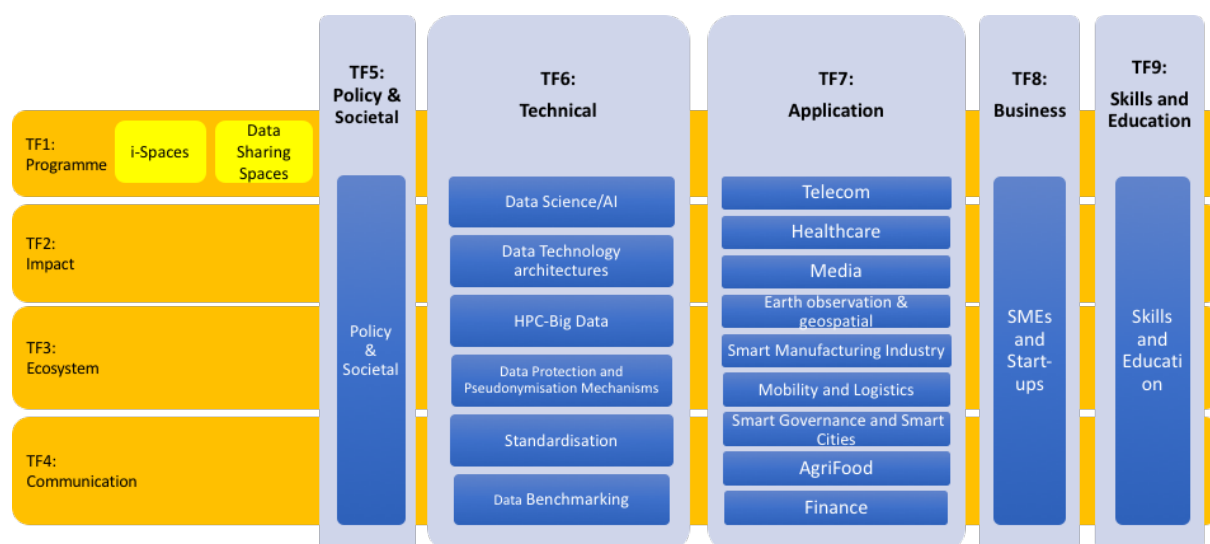 TF5:
Policy &
Societal
TF6:
Technical
TF7:
Application
TF8:
Business
TF9:
Skills and
Education
TF1:
Programme
i-Spaces
Data
Sharing
Spaces
TF2:
Impact
TF3:
Ecosystem
TF4:
Communication
Policy
&
Societal
Data Science/AI
Data Technology
architectures
HPC-Big Data
Data Protection and
Pseudonymisation Mechanisms
Standardisation
Data Benchmarking
Telecom
Healthcare
Media
Earth observation &
geospatial
Smart Manufacturing Industry
Mobility and Logistics
Smart Governance and Smart
Cities
AgriFood
Finance
SMEs
and
Start-
ups
Skills
and
Educati
on